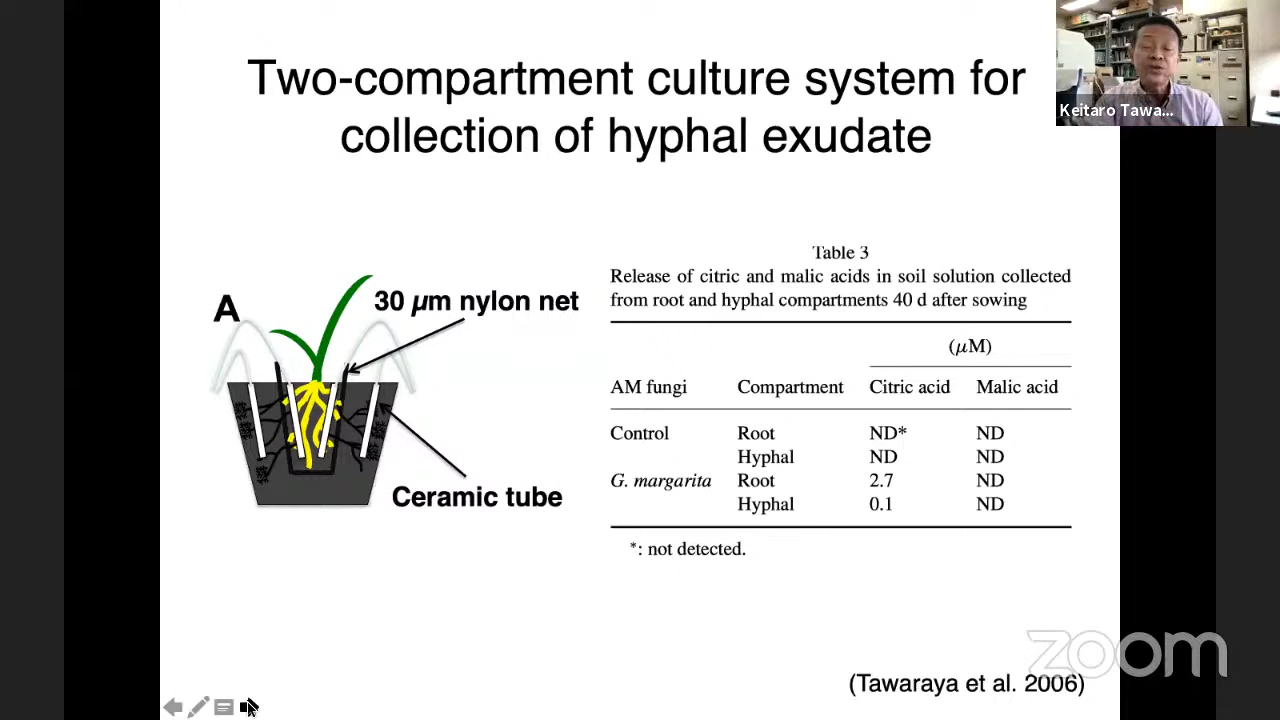 Two-compartment culture system for
collection of hyphal exudate
Keitaro Tawa...
A
30 µm nylon net
Ceramic tube
Table 3
Release of citric and malic acids in soil solution collected
from root and hyphal compartments 40 d after sowing
(µM)
AM fungi Compartment Citric acid Malic acid
Control Root ND* ND
Hyphal ND ND
G. margarita Root 2.7 ND
Hyphal 0.1 ND
*: not detected.
zoom
(Tawaraya et al. 2006)